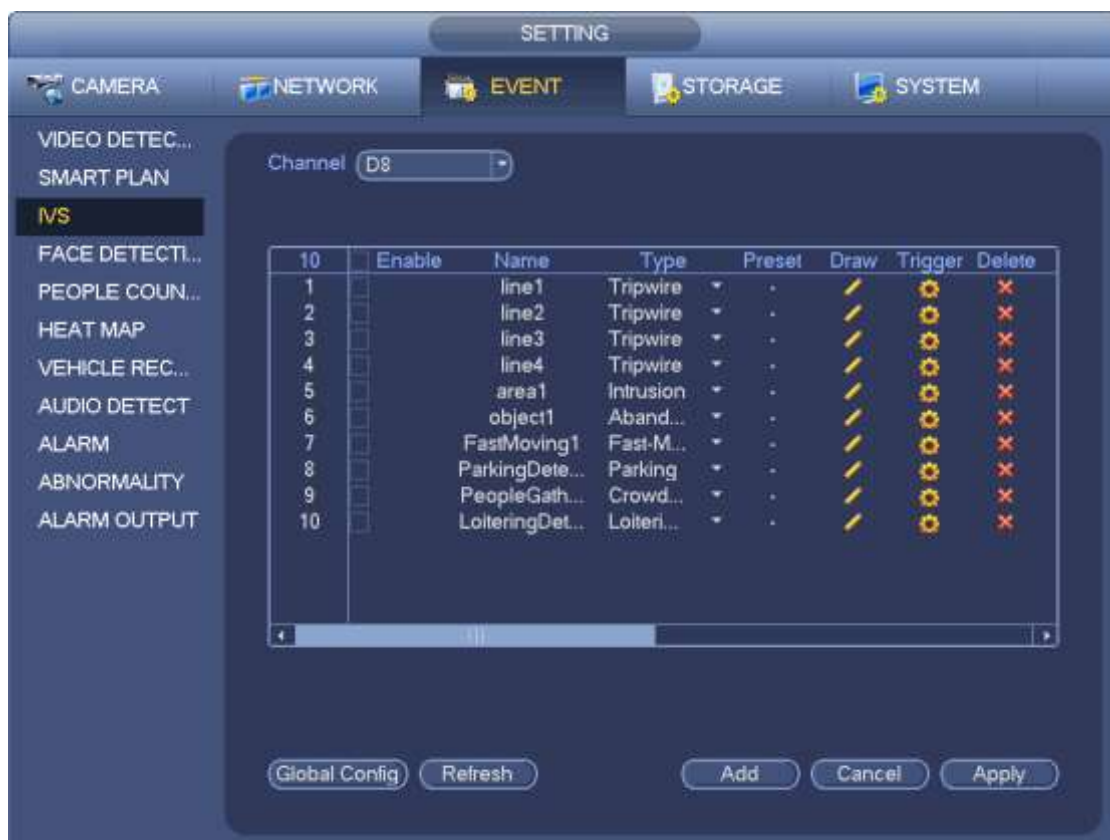 SETTING
CAMERA NETWORK EVENT STORAGE SYSTEM
VIDEO DETEC...
SMART PLAN
IVS
FACE DETECTI...
PEOPLE COUN...
HEAT MAP
VEHICLE REC...
AUDIO DETECT
ALARM
ABNORMALITY
ALARM OUTPUT
Channel D8
10 Enable Name Type Preset Draw Trigger Delete
1 line1 Tripwire -
2 line2 Tripwire -
3 line3 Tripwire -
4 line4 Tripwire -
5 area1 Intrusion -
6 object1 Aband... -
7 FastMoving1 Fast-M... -
8 ParkingDete... Parking -
9 PeopleGath... Crowd... -
10 LoiteringDet... Loiteri... -
Global Config Refresh Add Cancel Apply